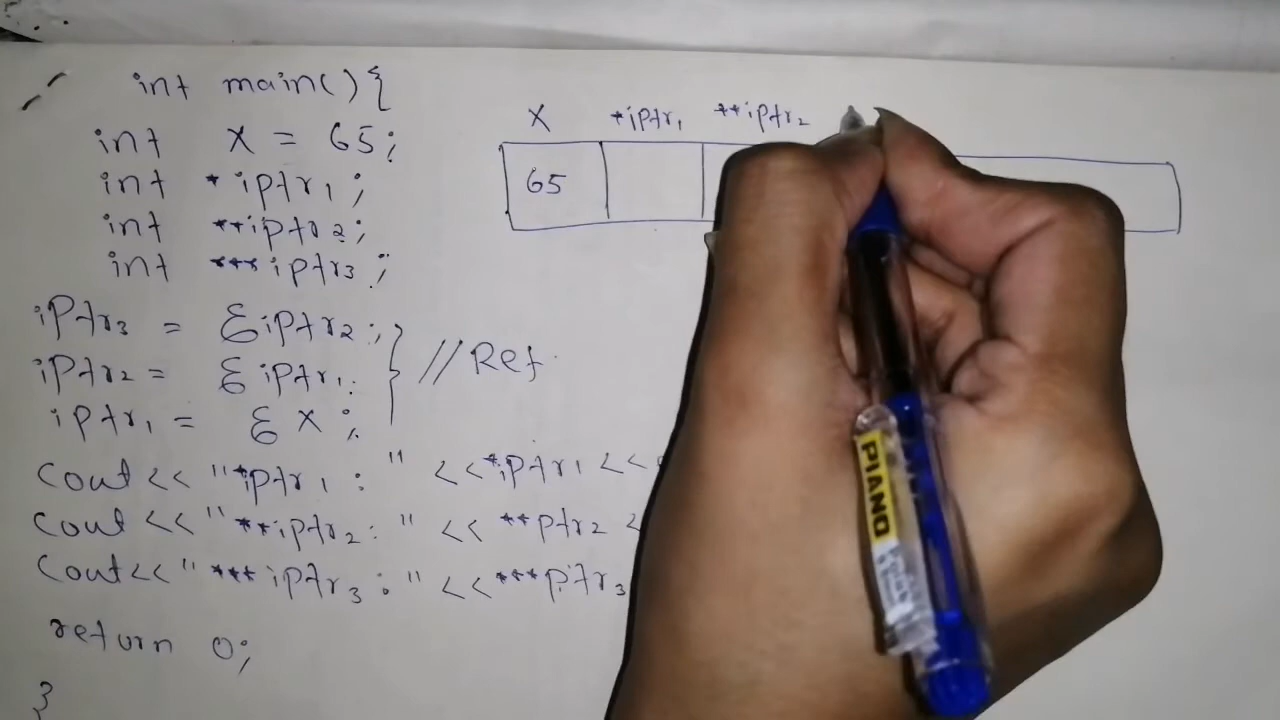 int main(){
int x = 65;
int *iptr1;
int **iptr2;
int ***iptr3;
iptr3 = &iptr2;
iptr2 = &iptr1;
iptr1 = &x;
} // Ref
cout<<"*iptr1:" <<*iptr1 <<
cout<<"**iptr2:" << **ptr2 <
cout<<"***iptr3:" <<***ptr3
return 0;
}
x *iptr1 **iptr2
65
PIANO